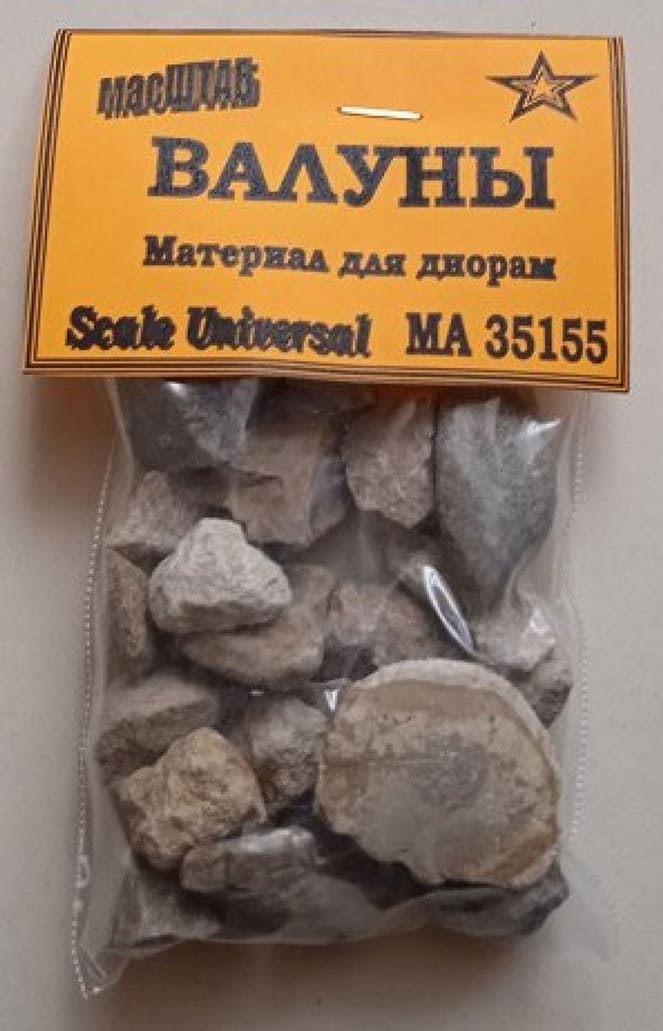 масШТАБ
ВАЛУНЫ
Материал для диорам
Scale Universal MA 35155